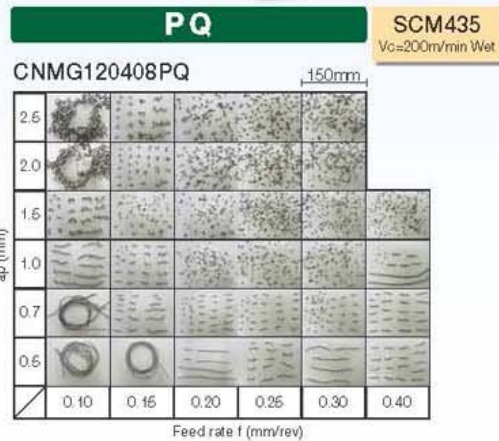 PQ
SCM435
Vc=200m/min Wet
CNMG120408PQ
150mm
2.5
2.0
1.5
1.0
0.7
0.5
ap (mm)
0.10 0.15 0.20 0.25 0.30 0.40
Feed rate f (mm/rev)